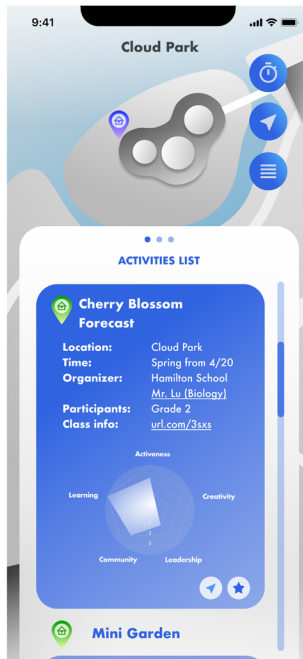 9:41
Cloud Park
ACTIVITIES LIST
Cherry Blossom
Forecast
Location: Cloud Park
Time: Spring from 4/20
Organizer: Hamilton School
Mr. Lu (Biology)
Participants: Grade 2
Class info: url.com/3sxs
Activeness
Learning
Creativity
1
2
Community
Leadership
Mini Garden